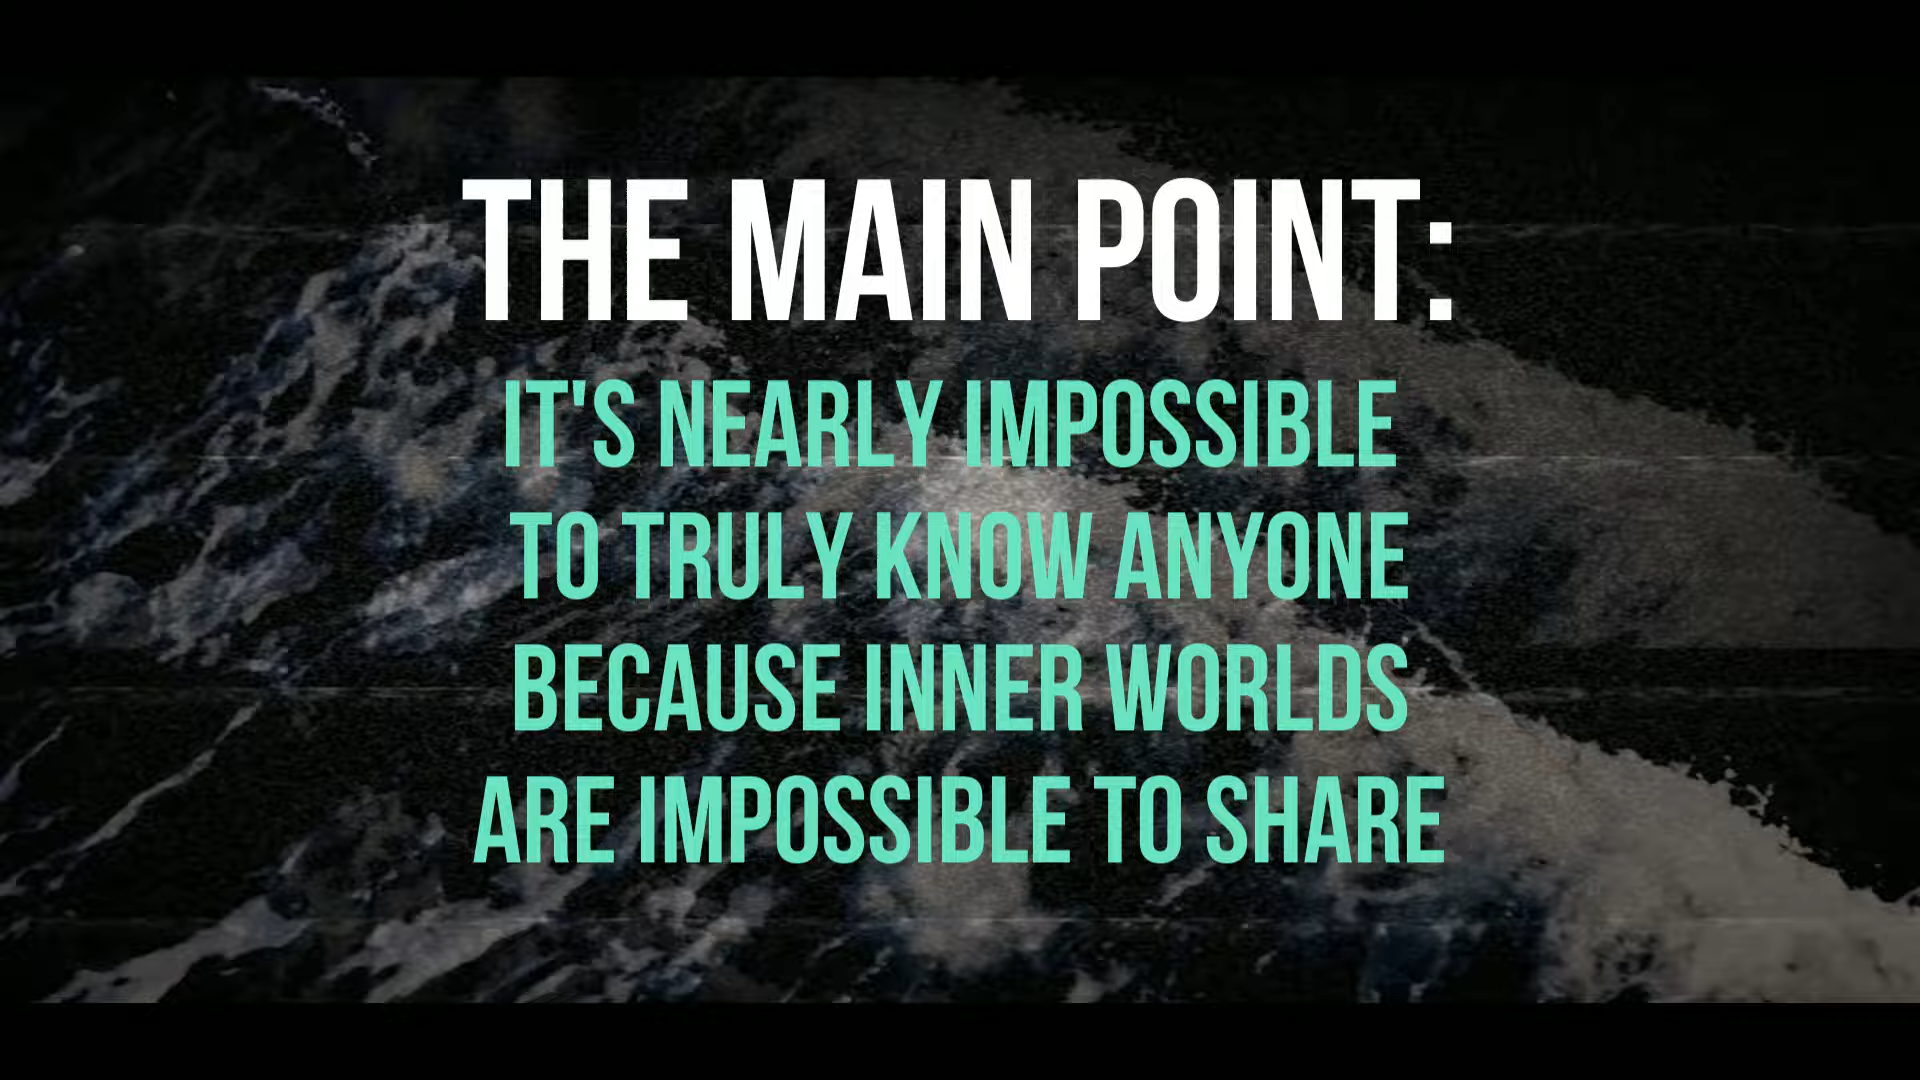 THE MAIN POINT:
IT'S NEARLY IMPOSSIBLE
TO TRULY KNOW ANYONE
BECAUSE INNER WORLDS
ARE IMPOSSIBLE TO SHARE